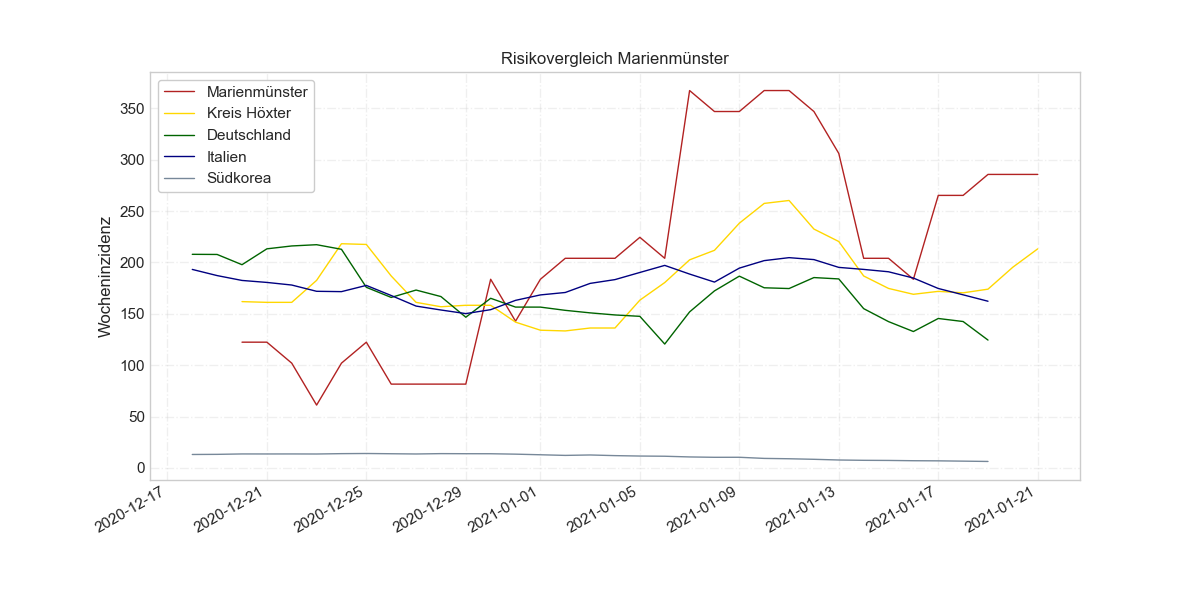 Risikovergleich Marienmünster
Marienmünster
Kreis Höxter
Deutschland
Italien
Südkorea
Wocheninzidenz
350
300
250
200
150
100
50
0
2020-12-17
2020-12-21
2020-12-25
2020-12-29
2021-01-01
2021-01-05
2021-01-09
2021-01-13
2021-01-17
2021-01-21